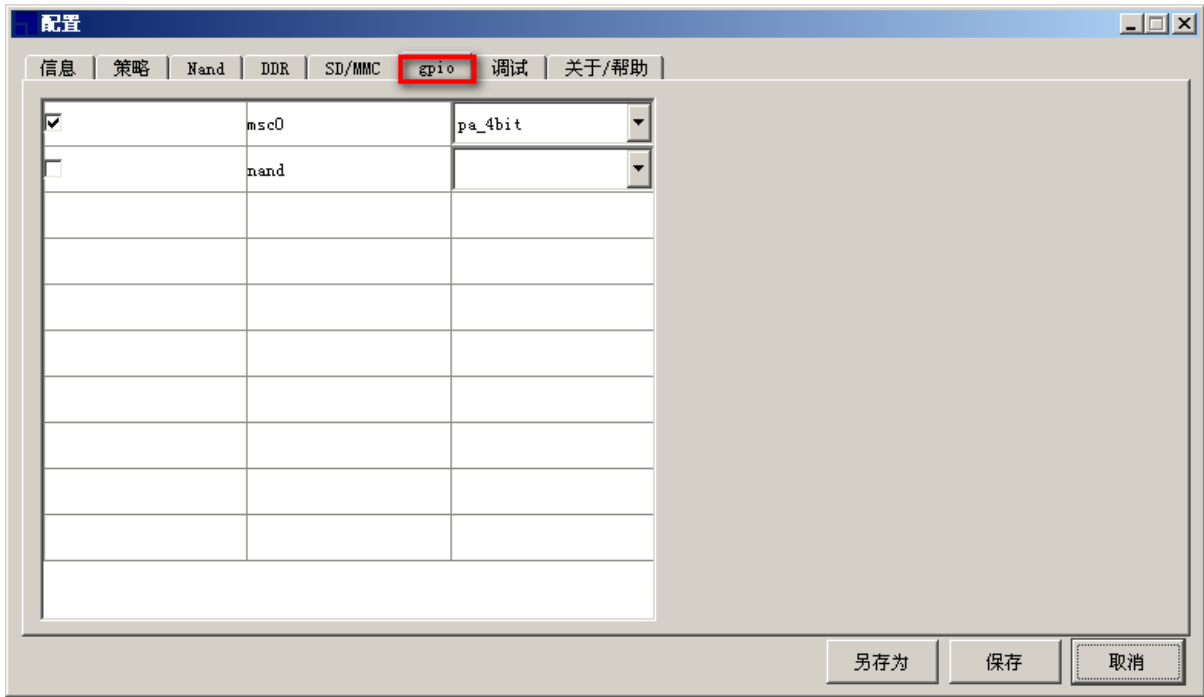 配置
信息 策略 Nand DDR SD/MMC gpio 调试 关于/帮助
msc0 pa_4bit
nand
另存为 保存 取消